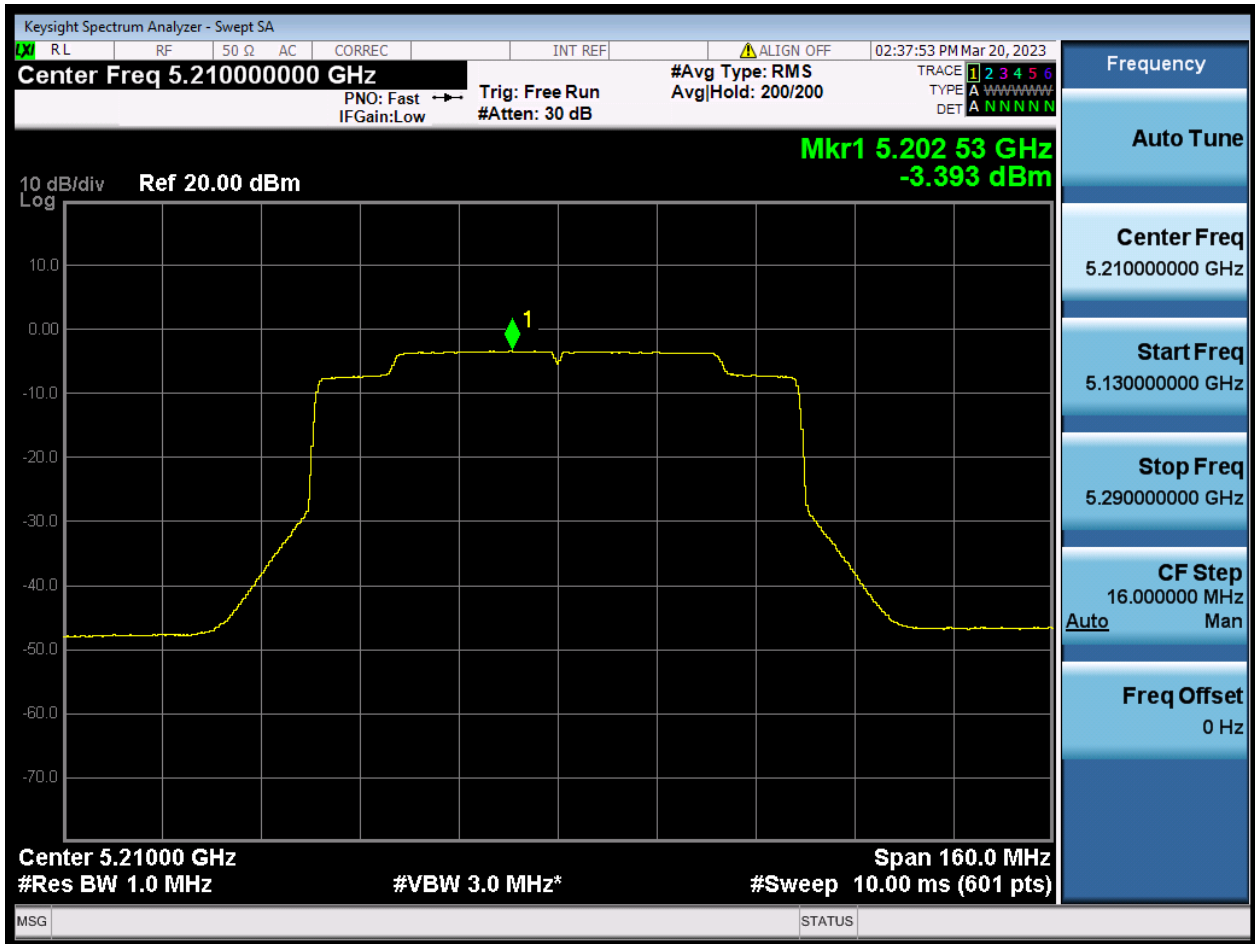 Keysight Spectrum Analyzer - Swept SA
LXI RL RF 50 Ω AC CORREC INT REF ALIGN OFF 02:37:53 PM Mar 20, 2023
Center Freq 5.210000000 GHz
PNO: Fast
IFGain:Low
Trig: Free Run
#Atten: 30 dB
#Avg Type: RMS
Avg|Hold: 200/200
TRACE 1 2 3 4 5 6
TYPE A WWWWW
DET A N N N N N
Frequency
Mkr1 5.202 53 GHz
-3.393 dBm
10 dB/div Ref 20.00 dBm
Log
10.0
0.00
-10.0
-20.0
-30.0
-40.0
-50.0
-60.0
-70.0
1
Center 5.21000 GHz Span 160.0 MHz
#Res BW 1.0 MHz #VBW 3.0 MHz* #Sweep 10.00 ms (601 pts)
Auto Tune
Center Freq
5.210000000 GHz
Start Freq
5.130000000 GHz
Stop Freq
5.290000000 GHz
CF Step
16.000000 MHz
Auto Man
Freq Offset
0 Hz
MSG STATUS